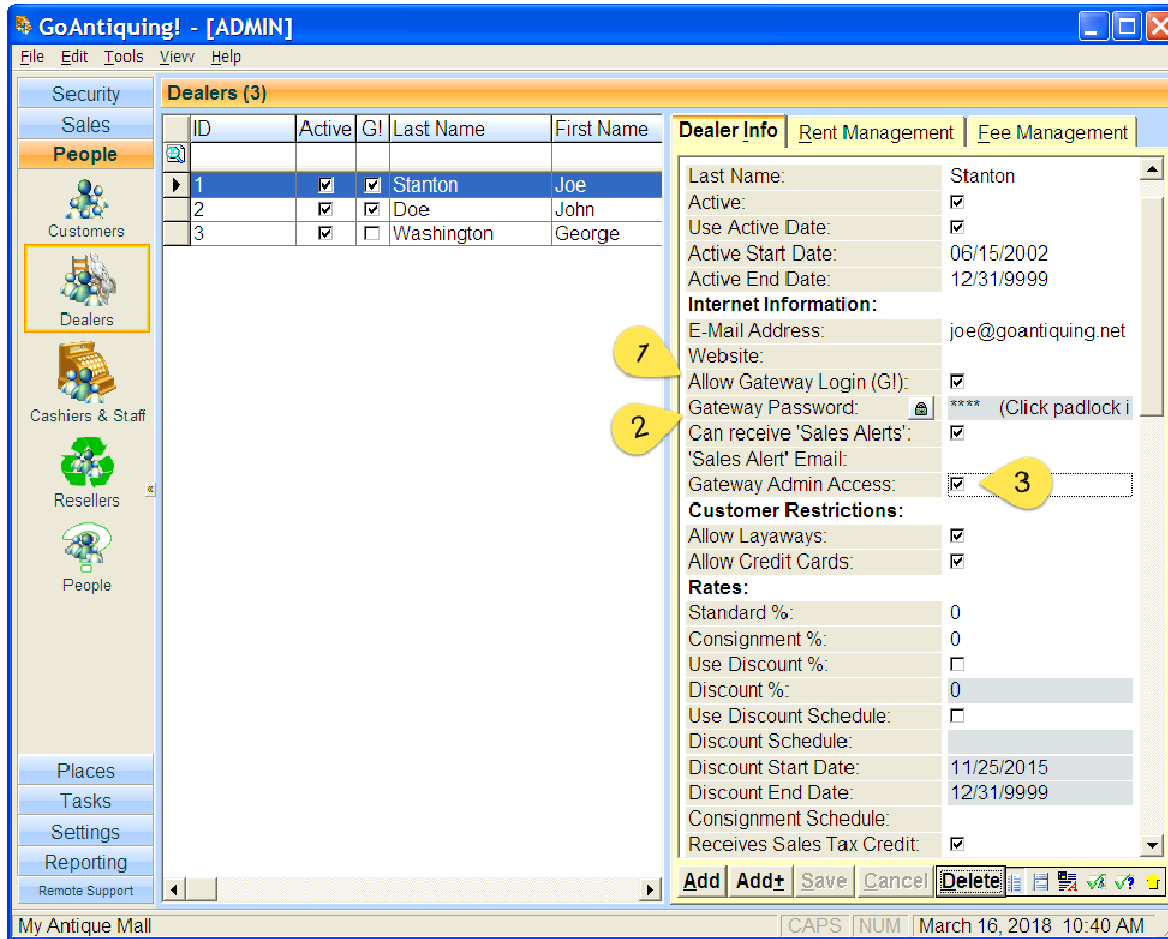 GoAntiquing! - [ADMIN]
File Edit Tools View Help
Security
Sales
People
Customers
Dealers
Cashiers & Staff
Resellers
People
Places
Tasks
Settings
Reporting
Remote Support
Dealers (3)
ID Active G! Last Name First Name
1 Stanton Joe
2 Doe John
3 Washington George
Dealer Info Rent Management Fee Management
Last Name: Stanton
Active:
Use Active Date:
Active Start Date: 06/15/2002
Active End Date: 12/31/9999
Internet Information:
E-Mail Address: joe@goantiquing.net
Website:
1
Allow Gateway Login (G!):
Gateway Password: **** (Click padlock i
2
Can receive 'Sales Alerts':
'Sales Alert' Email:
Gateway Admin Access: 3
Customer Restrictions:
Allow Layaways:
Allow Credit Cards:
Rates:
Standard %: 0
Consignment %: 0
Use Discount %:
Discount %: 0
Use Discount Schedule:
Discount Schedule:
Discount Start Date: 11/25/2015
Discount End Date: 12/31/9999
Consignment Schedule:
Receives Sales Tax Credit:
Add Add± Save Cancel Delete
My Antique Mall CAPS NUM March 16, 2018 10:40 AM